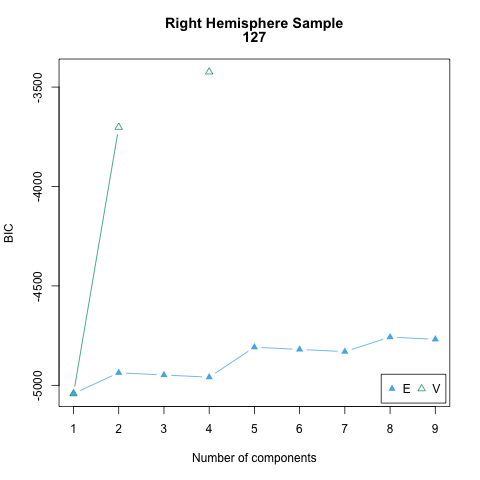 Right Hemisphere Sample
127
BIC
-3500
-4000
-4500
-5000
1 2 3 4 5 6 7 8 9
Number of components
E V